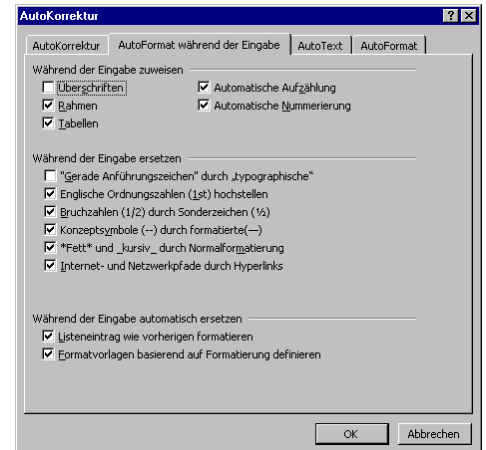 AutoKorrektur
AutoKorrektur AutoFormat während der Eingabe AutoText AutoFormat
Während der Eingabe zuweisen
Überschriften Automatische Aufzählung
Rahmen Automatische Nummerierung
Tabellen
Während der Eingabe ersetzen
"Gerade Anführungszeichen" durch „typographische“
Englische Ordnungszahlen (1st) hochstellen
Bruchzahlen (1/2) durch Sonderzeichen (½)
Konzeptsymbole (--) durch formatierte(—)
*Fett* und _kursiv_ durch Normalformatierung
Internet- und Netzwerkpfade durch Hyperlinks
Während der Eingabe automatisch ersetzen
Listeneintrag wie vorherigen formatieren
Formatvorlagen basierend auf Formatierung definieren
OK Abbrechen